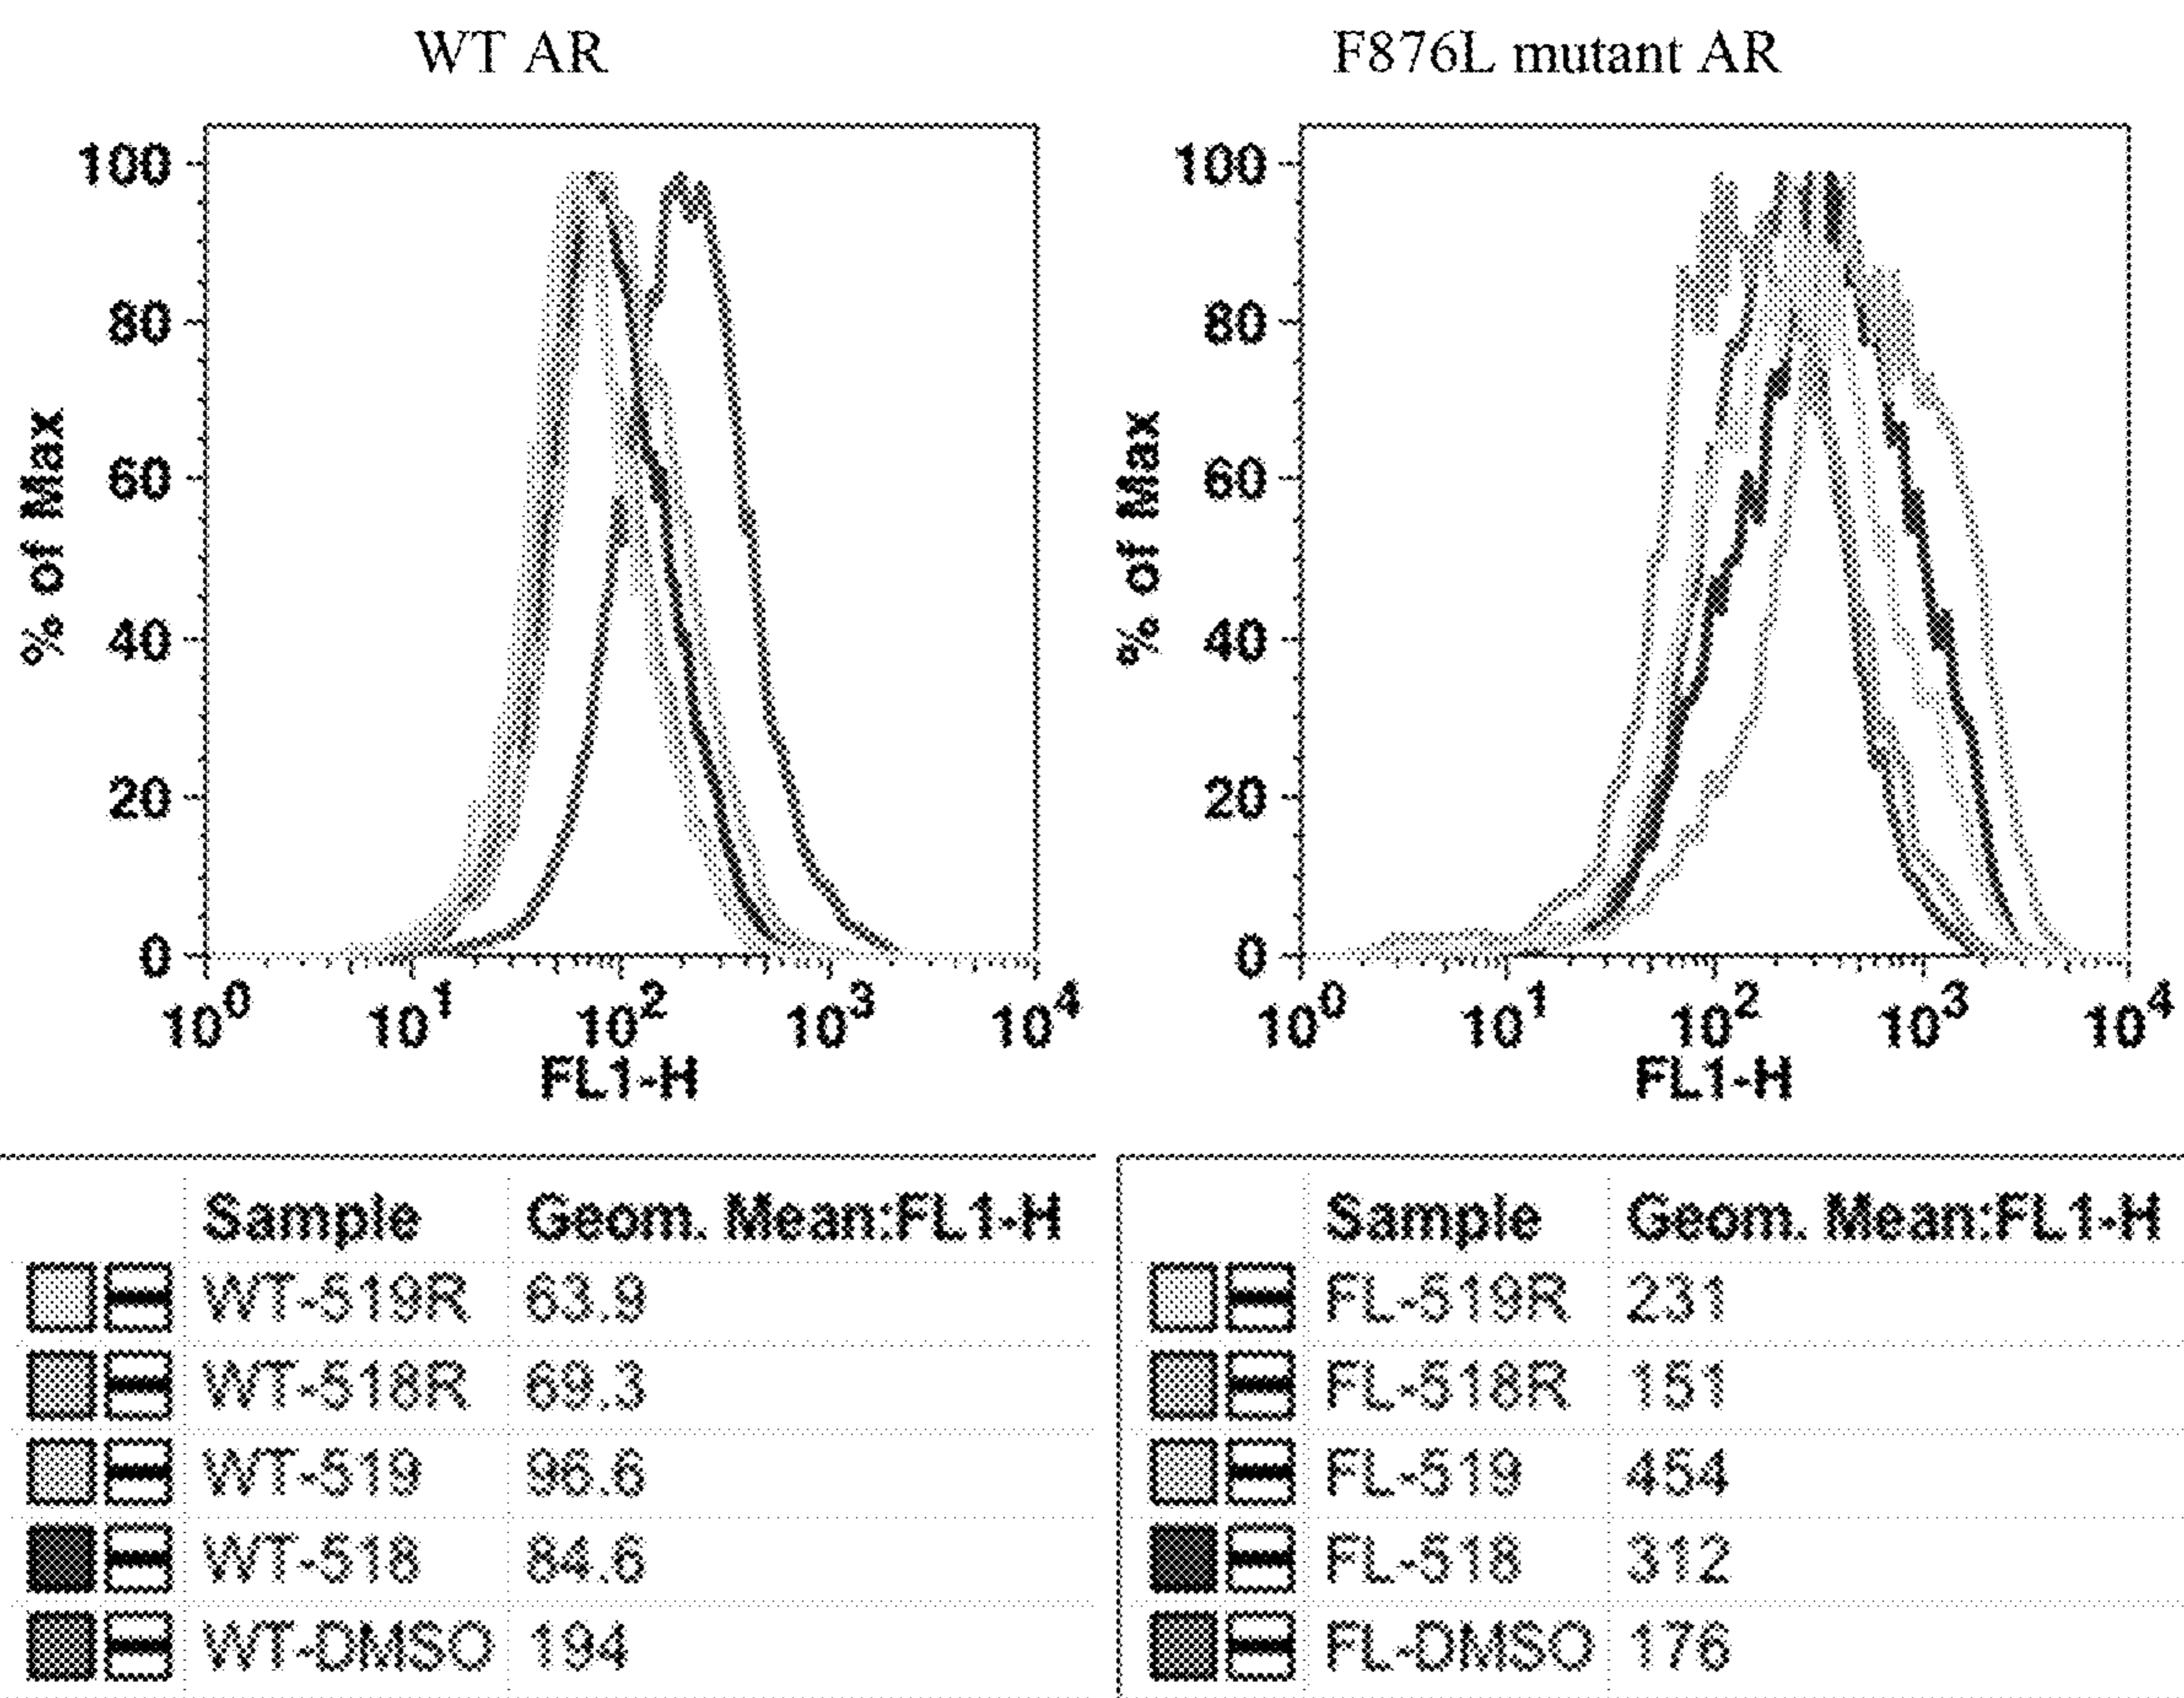 WT AR
F876L mutant AR
100
80
60
40
20
0
% of Max
10^0 10^1 10^2 10^3 10^4
FL1-H
100
80
60
40
20
0
% of Max
10^0 10^1 10^2 10^3 10^4
FL1-H
Sample Geom. Mean:FL1-H
WT-519R 63.9
WT-518R 69.3
WT-519 96.6
WT-518 84.6
WT-DMSO 194
Sample Geom. Mean:FL1-H
FL-519R 231
FL-518R 151
FL-519 454
FL-518 312
FL-DMSO 176